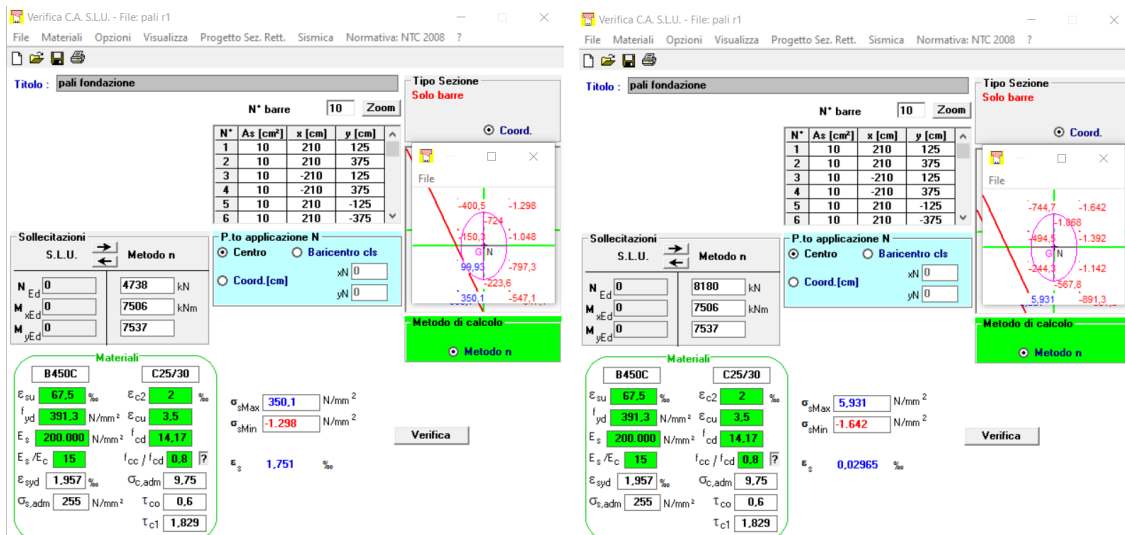 Verifica C.A. S.L.U. - File: pali r1
File Materiali Opzioni Visualizza Progetto Sez. Rett. Sismica Normativa: NTC 2008 ?
Titolo : pali fondazione
N° barre 10 Zoom
N° As [cm²] x [cm] y [cm]
1 10 210 125
2 10 210 375
3 10 -210 125
4 10 -210 375
5 10 210 -125
6 10 210 -375
Tipo Sezione
Solo barre
Coord.
File
-400,5 -1.298
-724
-150,3 -1.048
G N
99,93 -797,3
-223,6
350,1 -547,1
Sollecitazioni
S.L.U. Metodo n
N Ed 0 4738 kN
M xEd 0 7506 kNm
M yEd 0 7537
P.to applicazione N
Centro Baricentro cls
Coord.[cm] xN 0
yN 0
Metodo di calcolo
Metodo n
Materiali
B450C C25/30
εsu 67,5 ‰ εc2 2 ‰
fyd 391,3 N/mm² εcu 3,5
Es 200.000 N/mm² fcd 14,17
Es /Ec 15 fcc / fcd 0,8 ?
εsyd 1,957 ‰ σc,adm 9,75
σs,adm 255 N/mm² τco 0,6
τc1 1,829
σsMax 350,1 N/mm²
σsMin -1.298 N/mm²
εs 1,751 ‰
Verifica
Verifica C.A. S.L.U. - File: pali r1
File Materiali Opzioni Visualizza Progetto Sez. Rett. Sismica Normativa: NTC 2008 ?
Titolo : pali fondazione
N° barre 10 Zoom
N° As [cm²] x [cm] y [cm]
1 10 210 125
2 10 210 375
3 10 -210 125
4 10 -210 375
5 10 210 -125
6 10 210 -375
Tipo Sezione
Solo barre
Coord.
File
-744,7 -1.642
-1.068
-494,5 -1.392
G N
-244,3 -1.142
-567,8
5,931 -891,3
Sollecitazioni
S.L.U. Metodo n
N Ed 0 8180 kN
M xEd 0 7506 kNm
M yEd 0 7537
P.to applicazione N
Centro Baricentro cls
Coord.[cm] xN 0
yN 0
Metodo di calcolo
Metodo n
Materiali
B450C C25/30
εsu 67,5 ‰ εc2 2 ‰
fyd 391,3 N/mm² εcu 3,5
Es 200.000 N/mm² fcd 14,17
Es /Ec 15 fcc / fcd 0,8 ?
εsyd 1,957 ‰ σc,adm 9,75
σs,adm 255 N/mm² τco 0,6
τc1 1,829
σsMax 5,931 N/mm²
σsMin -1.642 N/mm²
εs 0,02965 ‰
Verifica